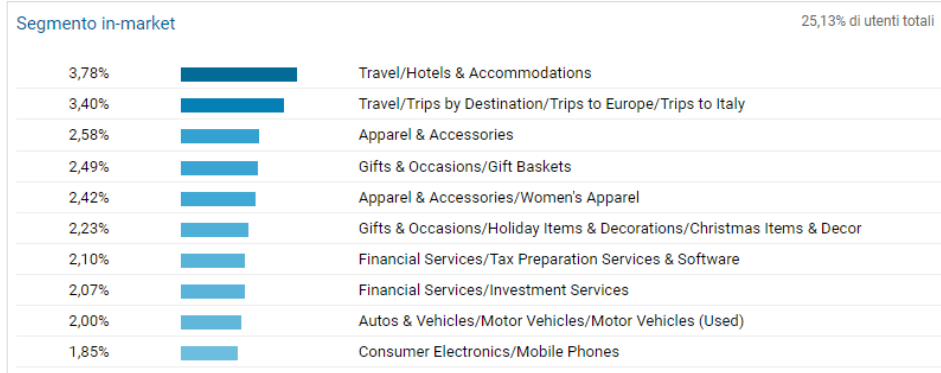 Segmento in-market 25,13% di utenti totali
3,78% Travel/Hotels & Accommodations
3,40% Travel/Trips by Destination/Trips to Europe/Trips to Italy
2,58% Apparel & Accessories
2,49% Gifts & Occasions/Gift Baskets
2,42% Apparel & Accessories/Women's Apparel
2,23% Gifts & Occasions/Holiday Items & Decorations/Christmas Items & Decor
2,10% Financial Services/Tax Preparation Services & Software
2,07% Financial Services/Investment Services
2,00% Autos & Vehicles/Motor Vehicles/Motor Vehicles (Used)
1,85% Consumer Electronics/Mobile Phones